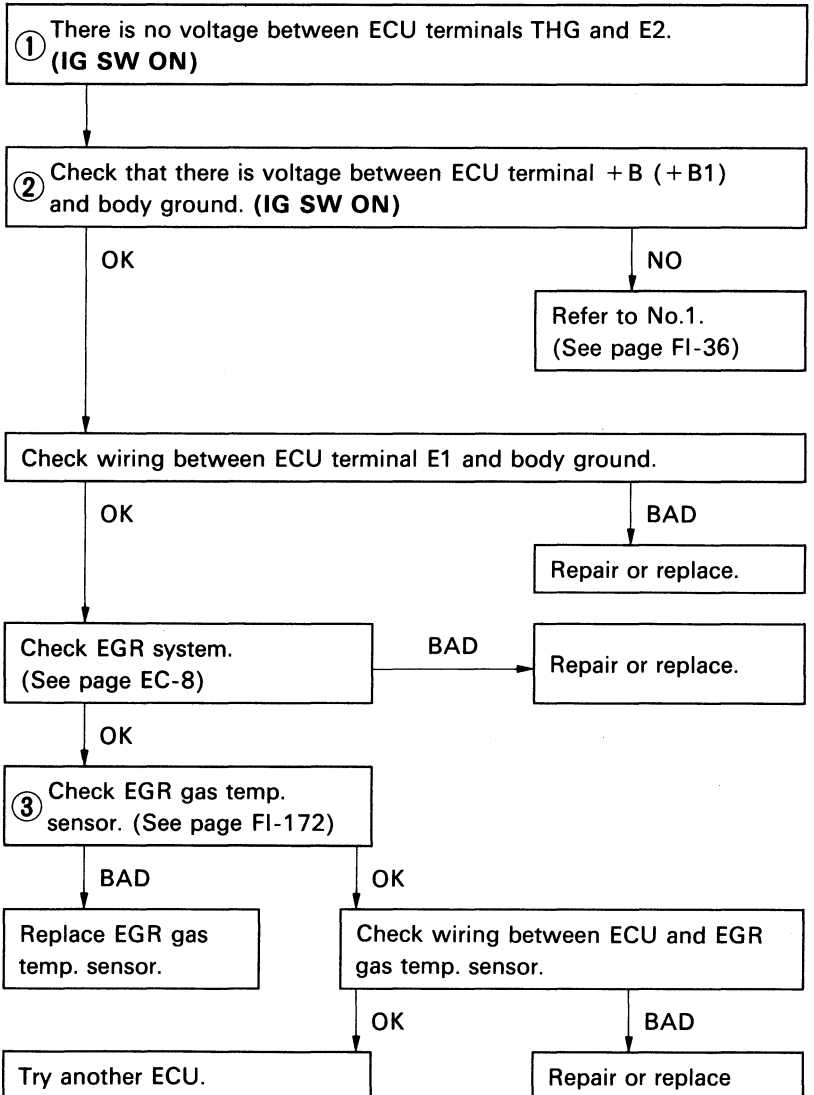 ① There is no voltage between ECU terminals THG and E2.
(IG SW ON)
② Check that there is voltage between ECU terminal +B (+B1)
and body ground. (IG SW ON)
OK
NO
Refer to No.1.
(See page FI-36)
Check wiring between ECU terminal E1 and body ground.
OK
BAD
Repair or replace.
Check EGR system.
(See page EC-8)
BAD
Repair or replace.
OK
③ Check EGR gas temp.
sensor. (See page FI-172)
BAD
OK
Replace EGR gas
temp. sensor.
Check wiring between ECU and EGR
gas temp. sensor.
OK
BAD
Try another ECU.
Repair or replace